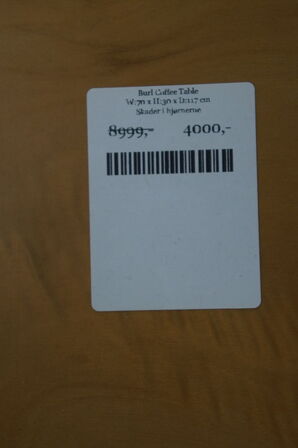 Burl Coffee Table
W:70 x H:30 x D:117 cm
Skader i hjørnerne
8999,- 4000,-